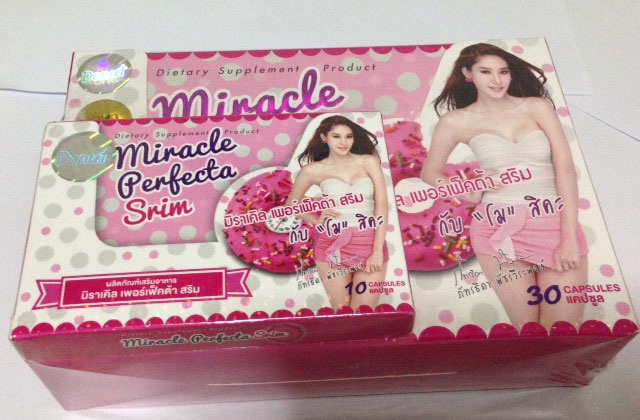 Donut
Dietary Supplement Product
Miracle
เพอร์เฟ็คต้า สริม
กับ "โม" สิคะ
30 CAPSULES
แคปซูล
Donut
Dietary Supplement Product
Miracle
Perfecta
Srim
มิราเคิล เพอร์เฟ็คต้า สริม
กับ "โม" สิคะ
ผลิตภัณฑ์เสริมอาหาร
มิราเคิล เพอร์เฟ็คต้า สริม
10 CAPSULES
แคปซูล
Miracle Perfecta Srim